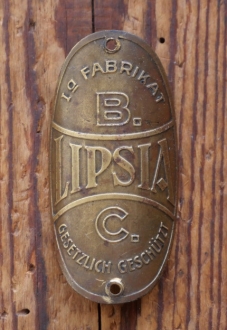 Ia FABRIKAT
B.
LIPSIA
C.
GESETZLICH GESCHÜTZT